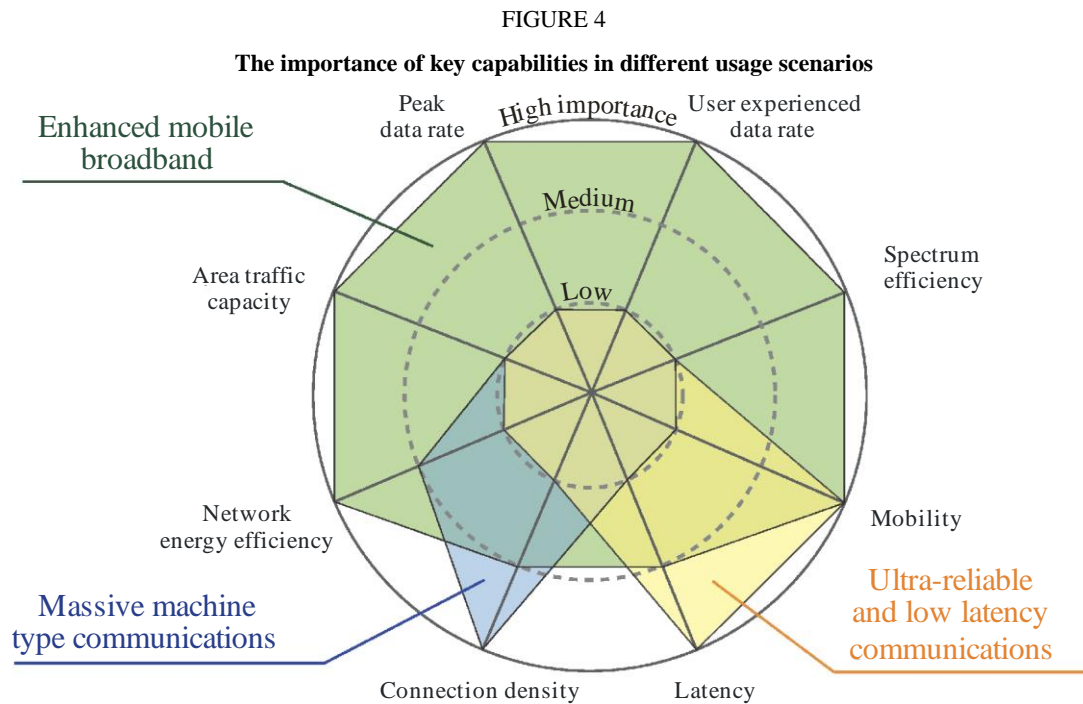 FIGURE 4
The importance of key capabilities in different usage scenarios
Peak
data rate
High importance
User experienced
data rate
Enhanced mobile
broadband
Medium
Area traffic
capacity
Low
Spectrum
efficiency
Network
energy efficiency
Mobility
Massive machine
type communications
Ultra-reliable
and low latency
communications
Connection density
Latency